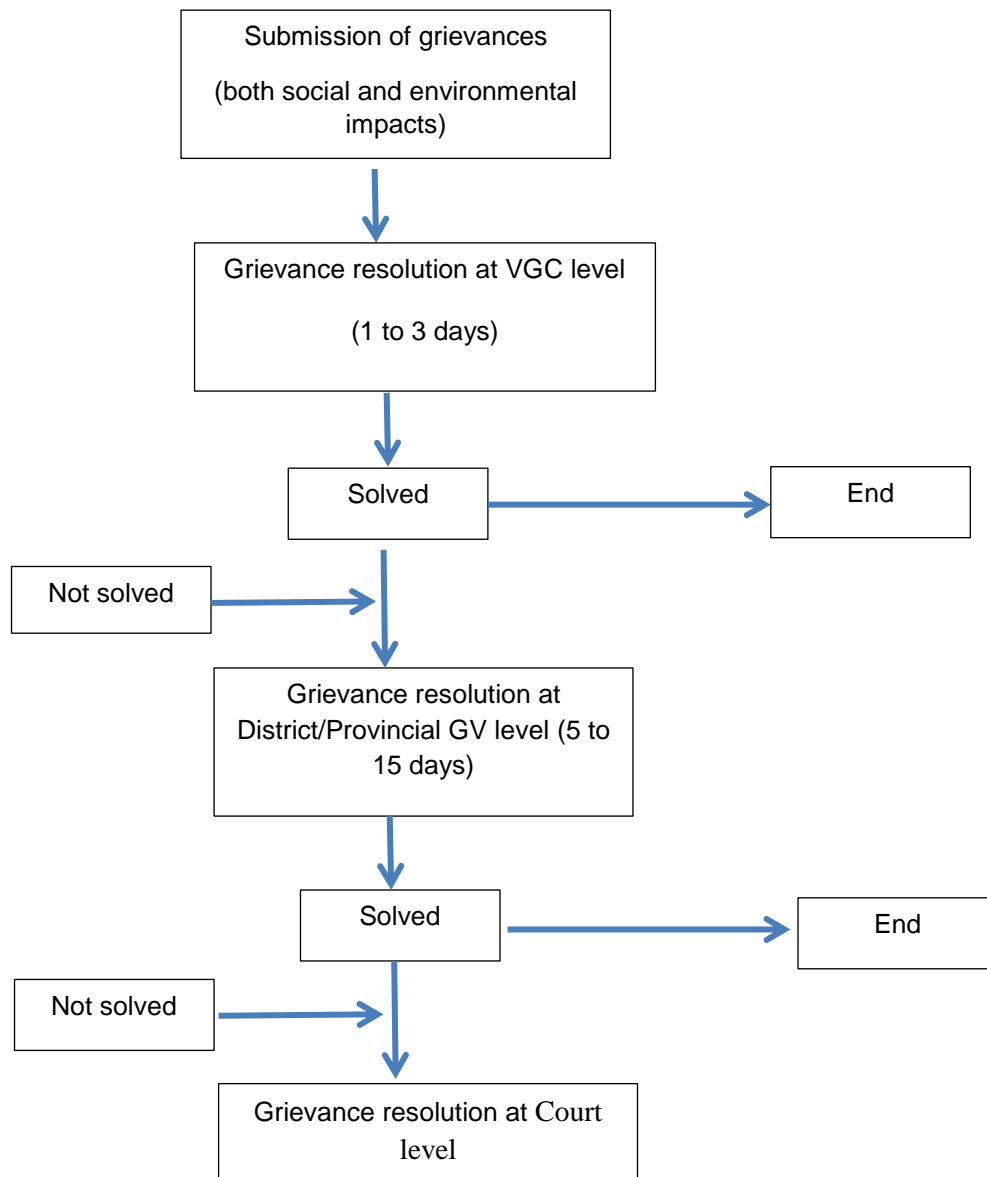 Submission of grievances
(both social and environmental
impacts)
Grievance resolution at VGC level
(1 to 3 days)
Solved
End
Not solved
Grievance resolution at
District/Provincial GV level (5 to
15 days)
Solved
End
Not solved
Grievance resolution at Court
level